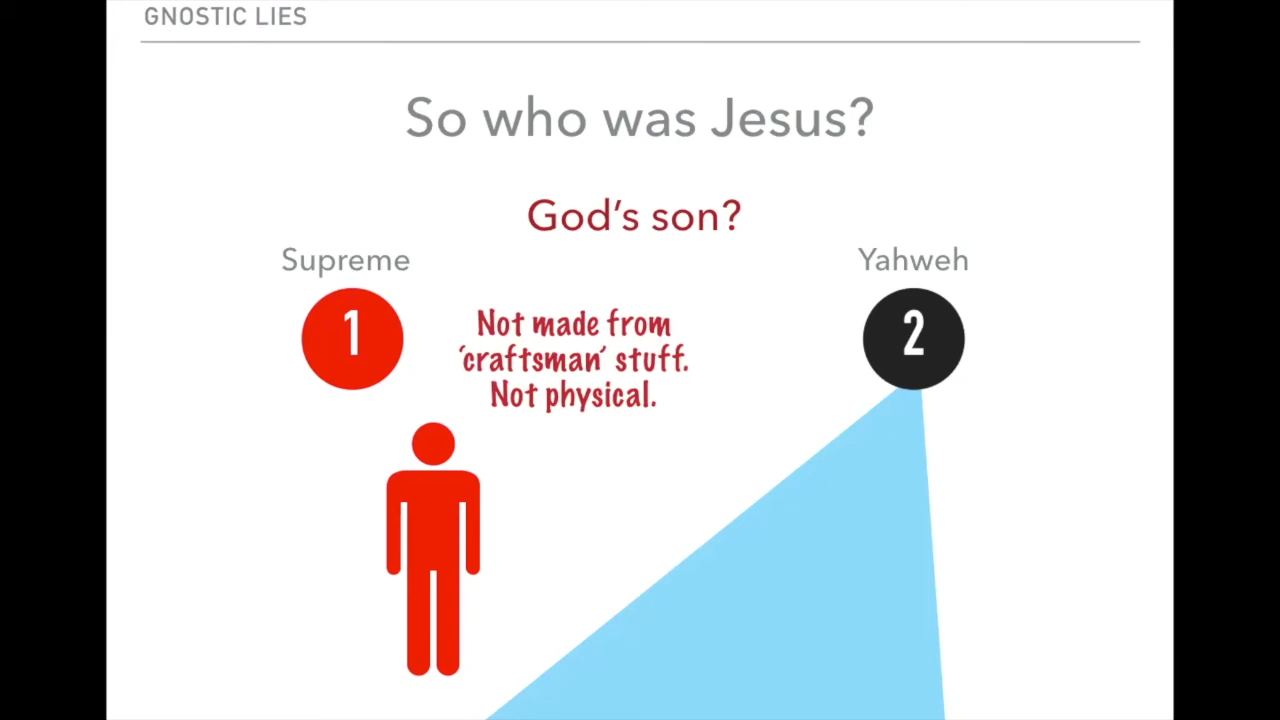 GNOSTIC LIES
So who was Jesus?
God’s son?
Supreme
Yahweh
1
Not made from
‘craftsman’ stuff.
Not physical.
2